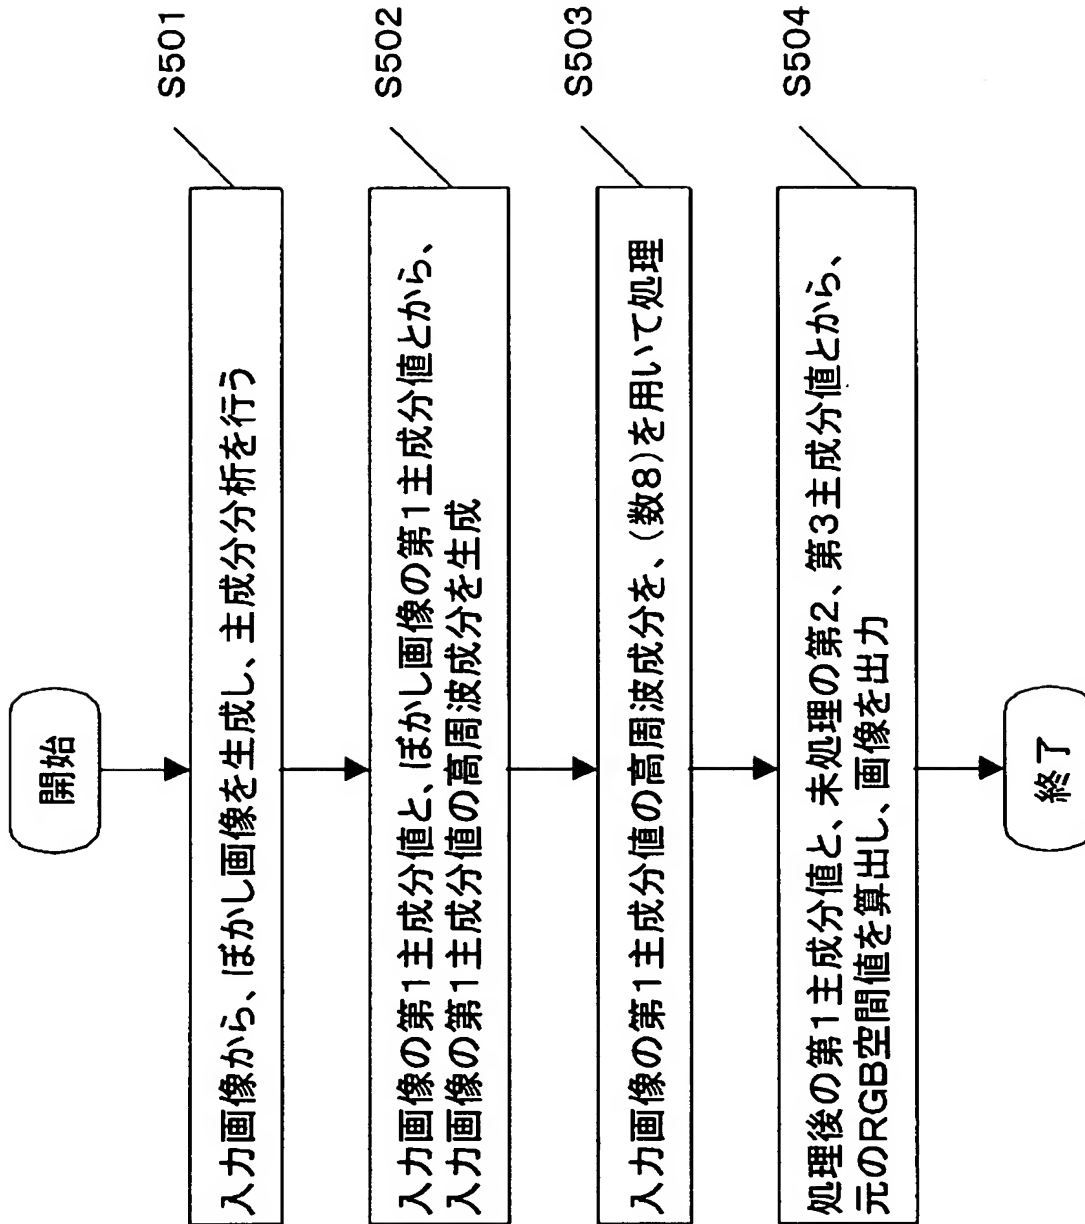 開始
S501
入力画像から、ぼかし画像を生成し、主成分分析を行う
S502
入力画像の第1主成分値と、ぼかし画像の第1主成分値とから、
入力画像の第1主成分値の高周波成分を生成
S503
入力画像の第1主成分値の高周波成分を、(数8)を用いて処理
S504
処理後の第1主成分値と、未処理の第2、第3主成分値とから、
元のRGB空間値を算出し、画像を出力
終了